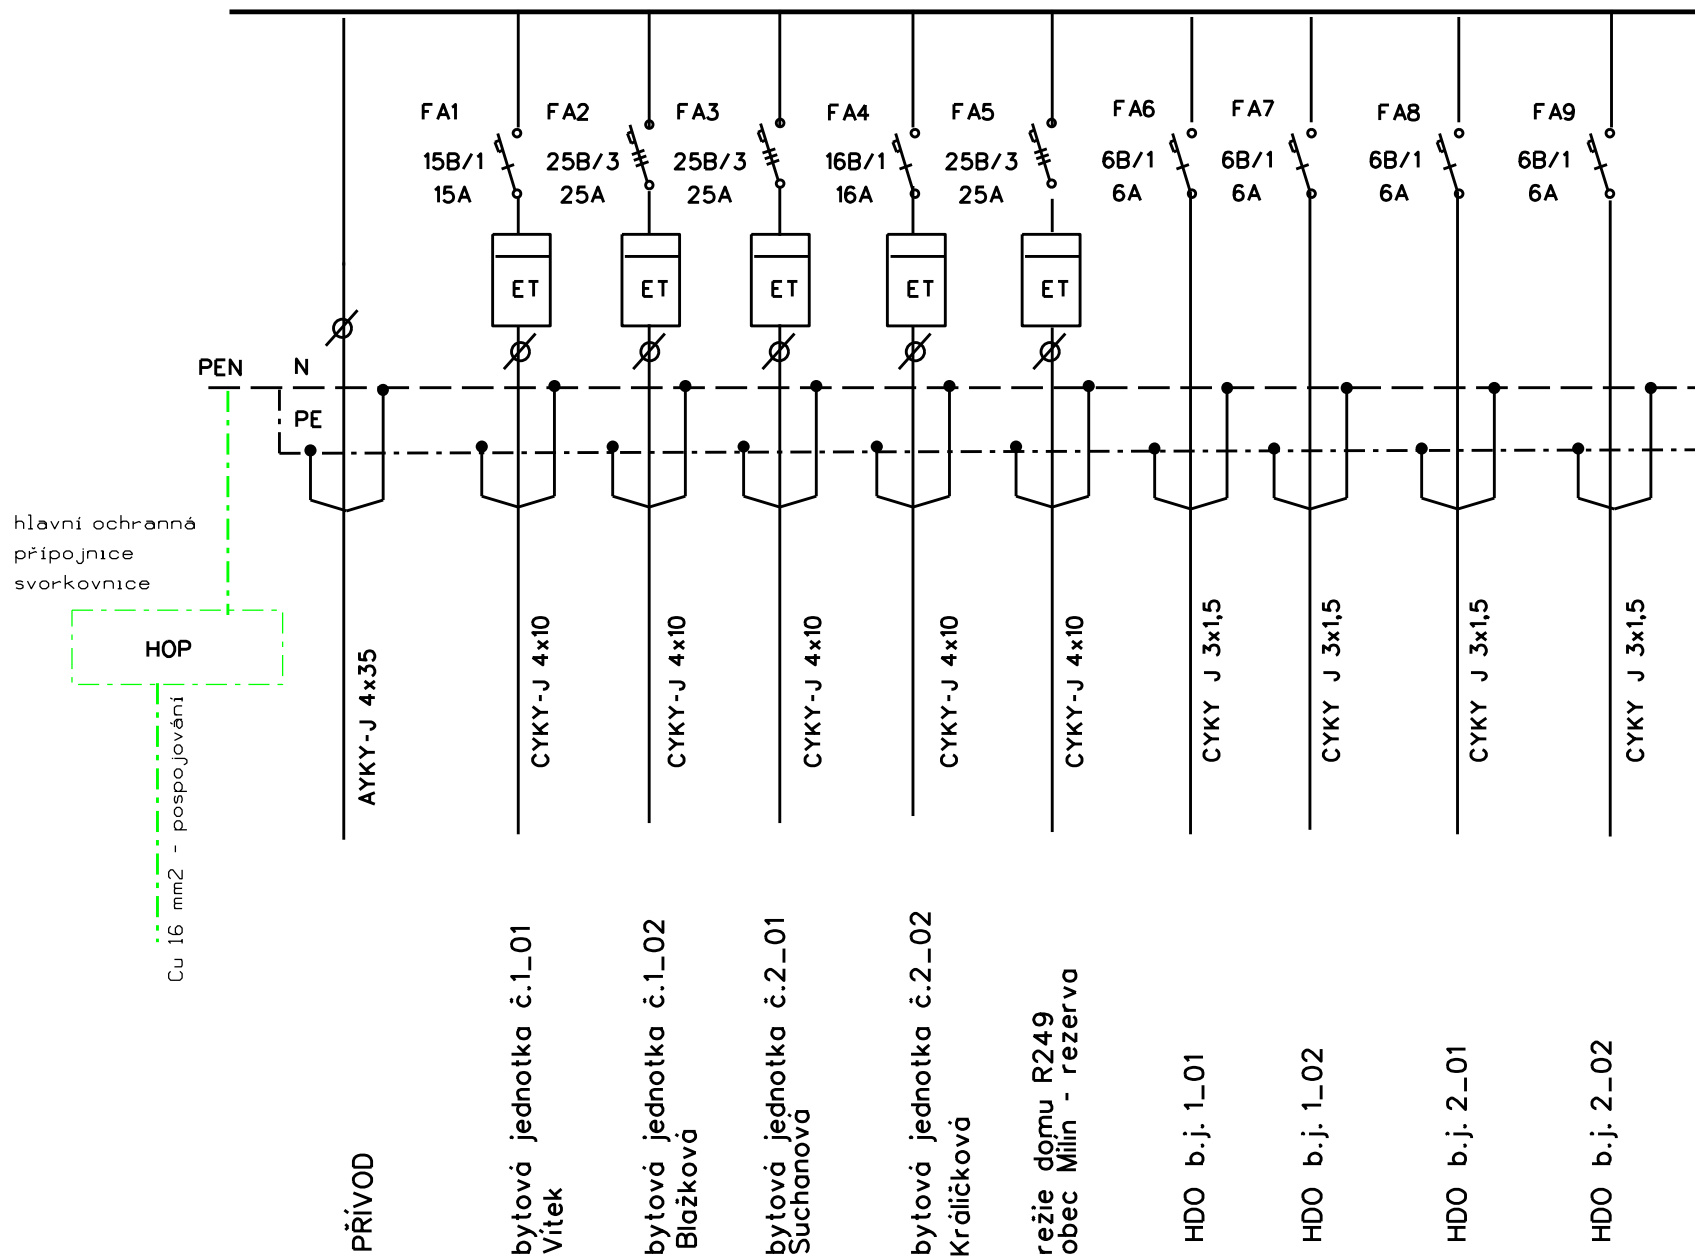 FA1
15B/1
15A
FA2
25B/3
25A
FA3
25B/3
25A
FA4
16B/1
16A
FA5
25B/3
25A
FA6
6B/1
6A
FA7
6B/1
6A
FA8
6B/1
6A
FA9
6B/1
6A
ET
ET
ET
ET
ET
PEN
N
PE
hlavní ochranná
přípojnice
svorkovnice
HOP
Cu 16 mm2 - pospojování
AYKY-J 4x35
CYKY-J 4x10
CYKY-J 4x10
CYKY-J 4x10
CYKY-J 4x10
CYKY-J 4x10
CYKY J 3x1,5
CYKY J 3x1,5
CYKY J 3x1,5
CYKY J 3x1,5
PŘÍVOD
bytová jednotka č.1_01
Vítek
bytová jednotka č.1_02
Blažková
bytová jednotka č.2_01
Suchanová
bytová jednotka č.2_02
Králíčková
režie domu R249
obec Milín - rezerva
HDO b.j. 1_01
HDO b.j. 1_02
HDO b.j. 2_01
HDO b.j. 2_02